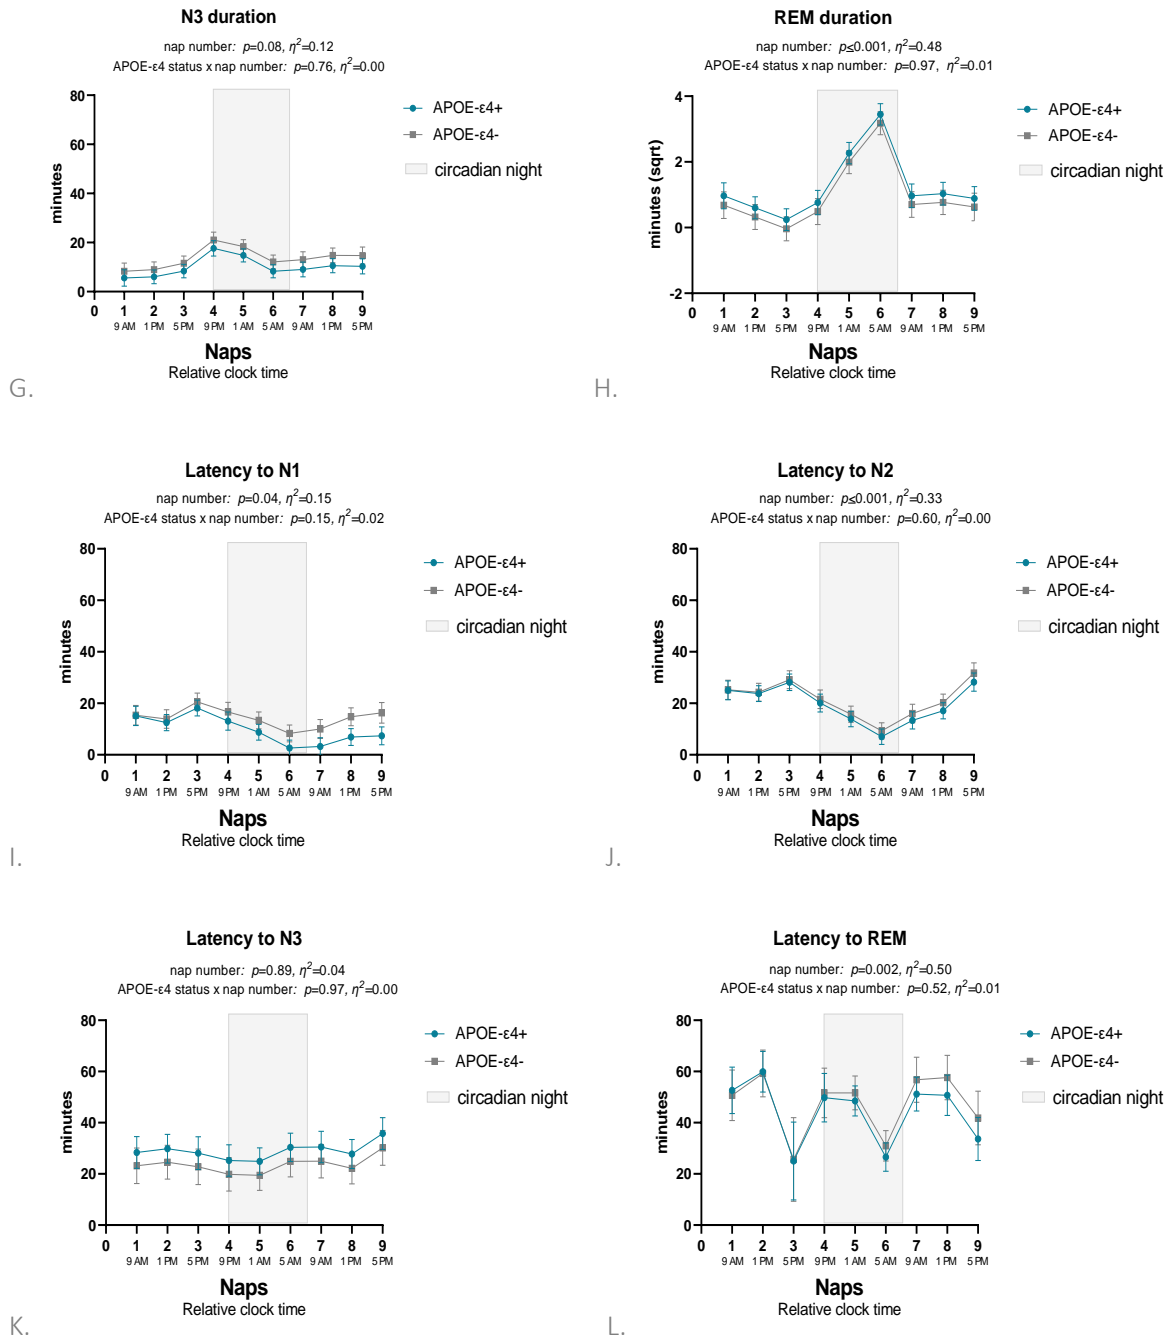 N3 duration
nap number: p=0.08, η²=0.12
APOE-ε4 status x nap number: p=0.76, η²=0.00
80
60
40
20
0
minutes
APOE-ε4+
APOE-ε4-
circadian night
0 1 2 3 4 5 6 7 8 9
9 AM 1 PM 5 PM 9 PM 1 AM 5 AM 9 AM 1 PM 5 PM
Naps
Relative clock time
G.
REM duration
nap number: p≤0.001, η²=0.48
APOE-ε4 status x nap number: p=0.97, η²=0.01
4
2
0
-2
minutes (sqrt)
APOE-ε4+
APOE-ε4-
circadian night
0 1 2 3 4 5 6 7 8 9
9 AM 1 PM 5 PM 9 PM 1 AM 5 AM 9 AM 1 PM 5 PM
Naps
Relative clock time
H.
Latency to N1
nap number: p=0.04, η²=0.15
APOE-ε4 status x nap number: p=0.15, η²=0.02
80
60
40
20
0
minutes
APOE-ε4+
APOE-ε4-
circadian night
0 1 2 3 4 5 6 7 8 9
9 AM 1 PM 5 PM 9 PM 1 AM 5 AM 9 AM 1 PM 5 PM
Naps
Relative clock time
I.
Latency to N2
nap number: p≤0.001, η²=0.33
APOE-ε4 status x nap number: p=0.60, η²=0.00
80
60
40
20
0
minutes
APOE-ε4+
APOE-ε4-
circadian night
0 1 2 3 4 5 6 7 8 9
9 AM 1 PM 5 PM 9 PM 1 AM 5 AM 9 AM 1 PM 5 PM
Naps
Relative clock time
J.
Latency to N3
nap number: p=0.89, η²=0.04
APOE-ε4 status x nap number: p=0.97, η²=0.00
80
60
40
20
0
minutes
APOE-ε4+
APOE-ε4-
circadian night
0 1 2 3 4 5 6 7 8 9
9 AM 1 PM 5 PM 9 PM 1 AM 5 AM 9 AM 1 PM 5 PM
Naps
Relative clock time
K.
Latency to REM
nap number: p=0.002, η²=0.50
APOE-ε4 status x nap number: p=0.52, η²=0.01
80
60
40
20
0
minutes
APOE-ε4+
APOE-ε4-
circadian night
0 1 2 3 4 5 6 7 8 9
9 AM 1 PM 5 PM 9 PM 1 AM 5 AM 9 AM 1 PM 5 PM
Naps
Relative clock time
L.